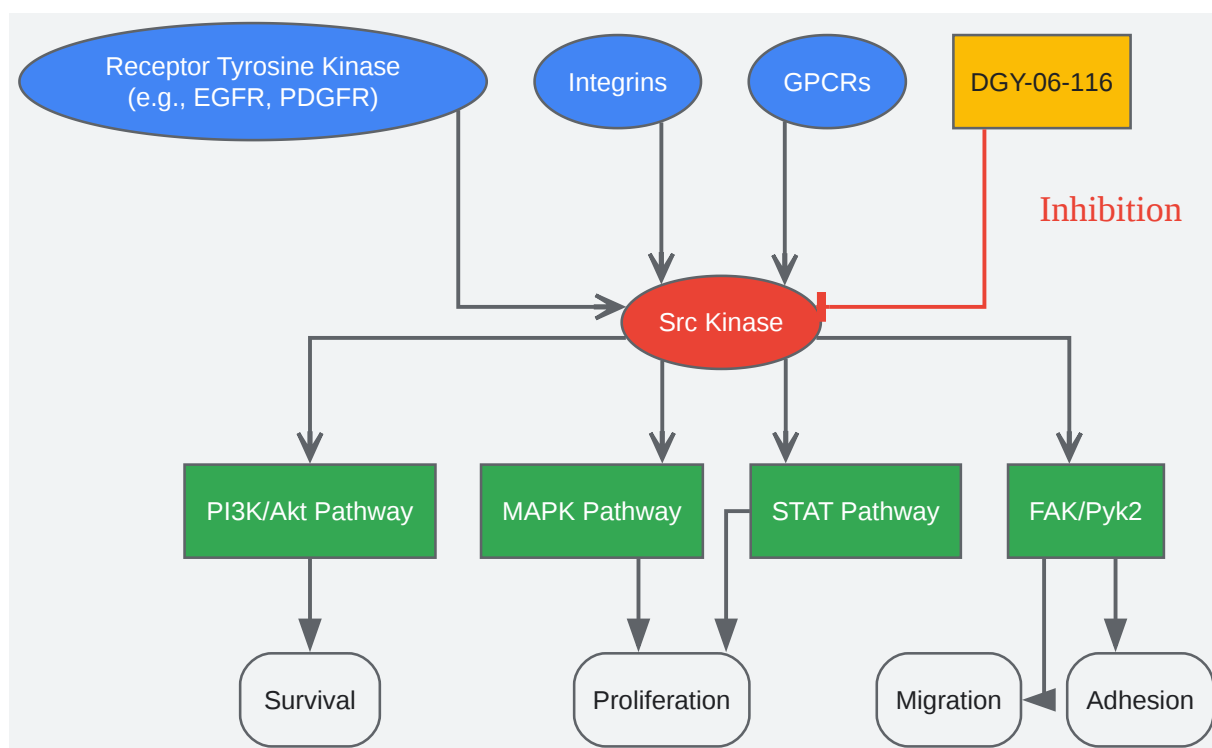 Receptor Tyrosine Kinase
(e.g., EGFR, PDGFR)
Integrins
GPCRs
DGY-06-116
Inhibition
Src Kinase
PI3K/Akt Pathway
MAPK Pathway
STAT Pathway
FAK/Pyk2
Survival
Proliferation
Migration
Adhesion